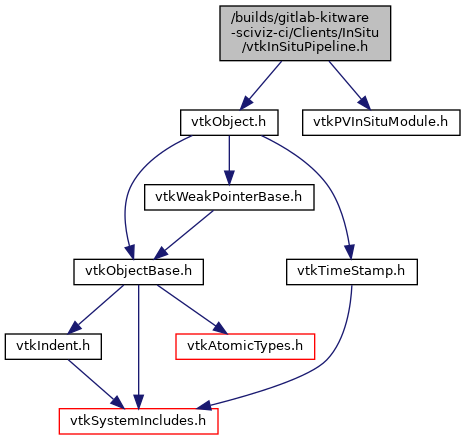 /builds/gitlab-kitware
-sciviz-ci/Clients/InSitu
/vtkInSituPipeline.h
vtkObject.h
vtkPVInSituModule.h
vtkWeakPointerBase.h
vtkObjectBase.h
vtkTimeStamp.h
vtkIndent.h
vtkAtomicTypes.h
vtkSystemIncludes.h